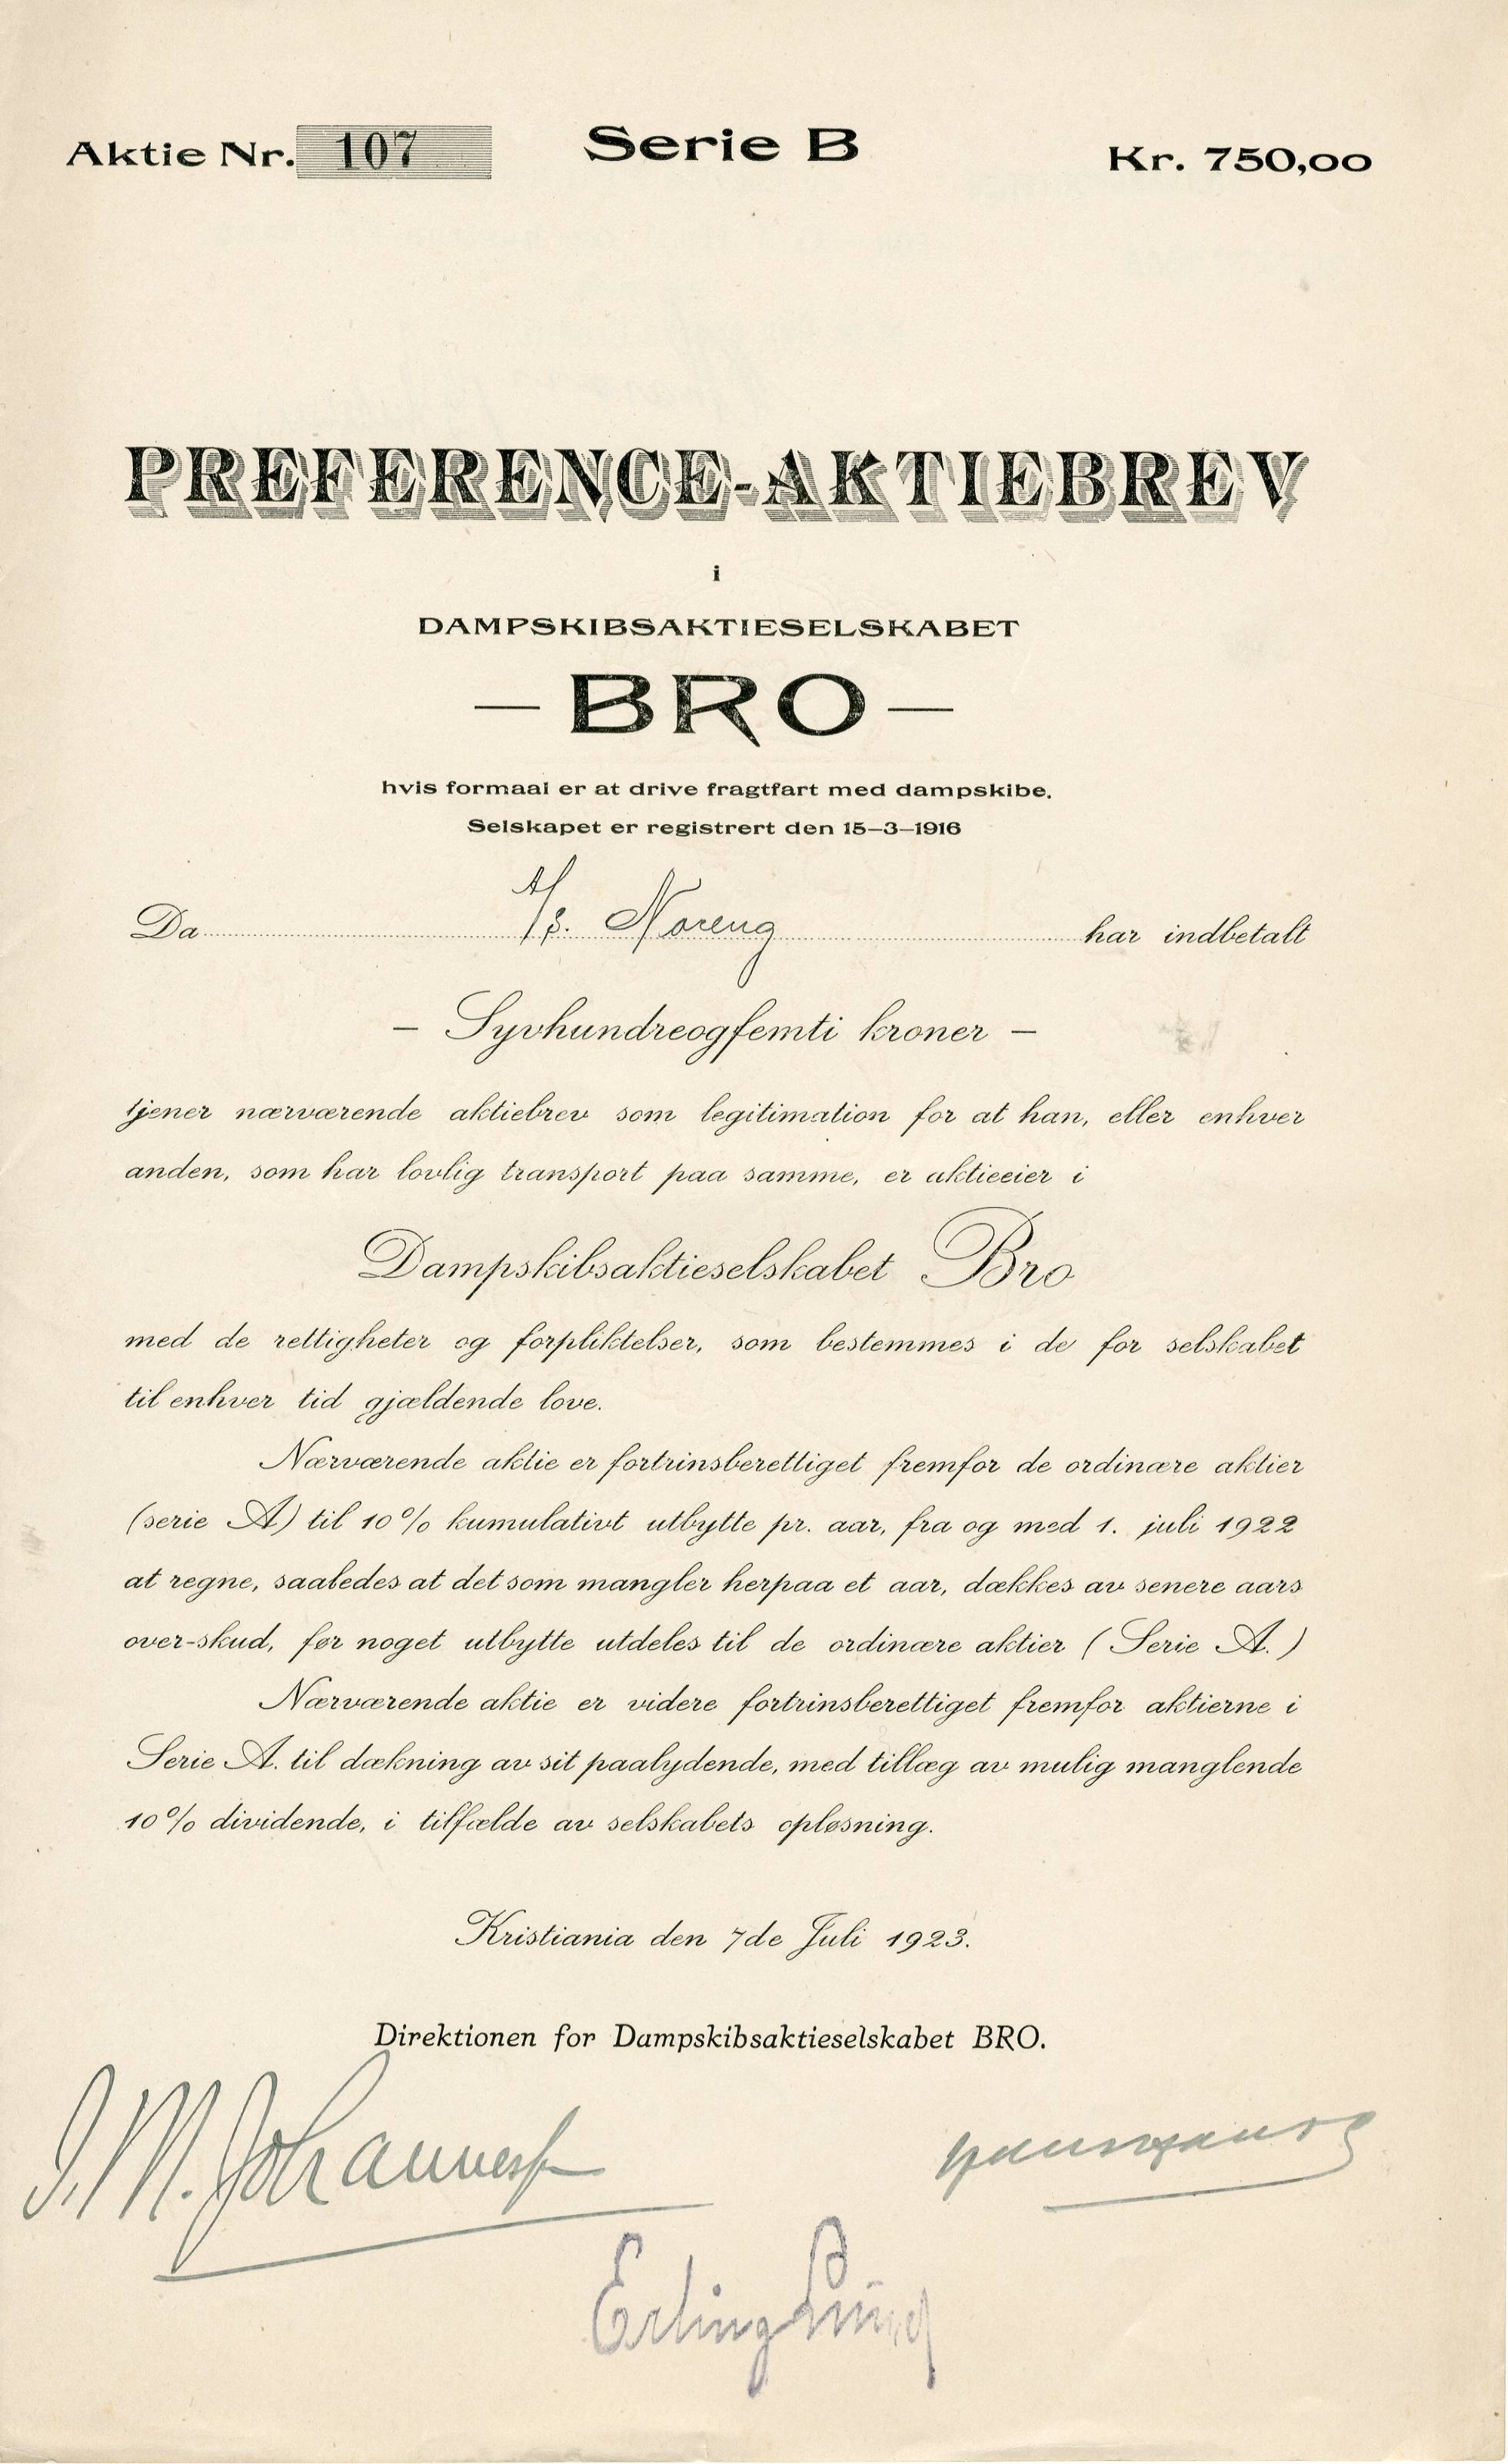 Aktie Nr. 107 Serie B Kr. 750,00
PREFERENCE-AKTIEBREV
i
DAMPSKIBSAKTIESELSKABET
— BRO —
hvis formaal er at drive fragtfart med dampskibe.
Selskapet er registrert den 15–3–1916
Da A/S. Noreng har indbetalt
– Syvhundreogfemti kroner –
tjener nærværende aktiebrev som legitimation for at han, eller enhver
anden, som har lovlig transport paa samme, er aktieeier i
Dampskibsaktieselskabet Bro
med de rettigheter og forpliktelser, som bestemmes i de for selskabet
til enhver tid gjældende love.
Nærværende aktie er fortrinsberettiget fremfor de ordinære aktier
(serie A) til 10% kumulativt utbytte pr. aar, fra og med 1. juli 1922
at regne, saaledes at det som mangler herpaa et aar, dækkes av senere aars
over-skud, før noget utbytte utdeles til de ordinære aktier (Serie A.)
Nærværende aktie er videre fortrinsberettiget fremfor aktierne i
Serie A. til dækning av sit paalydende, med tillæg av mulig manglende
10% dividende, i tilfælde av selskabets opløsning.
Kristiania den 7de Juli 1923.
Direktionen for Dampskibsaktieselskabet BRO.
Erling Lund